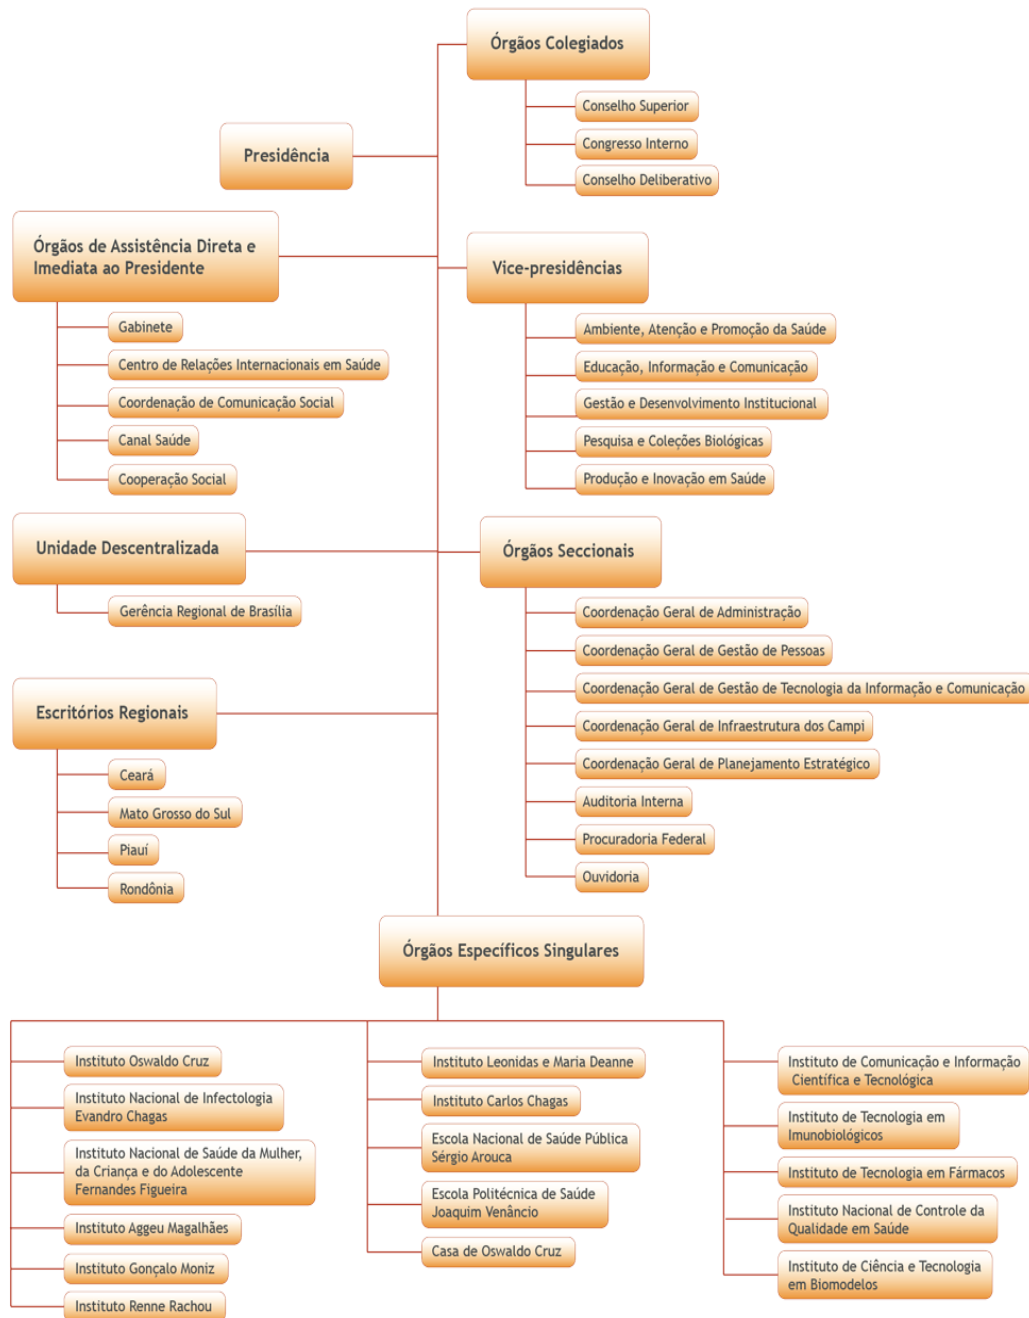 Órgãos Colegiados
Conselho Superior
Congresso Interno
Conselho Deliberativo
Presidência
Órgãos de Assistência Direta e
Imediata ao Presidente
Gabinete
Centro de Relações Internacionais em Saúde
Coordenação de Comunicação Social
Canal Saúde
Cooperação Social
Vice-presidências
Ambiente, Atenção e Promoção da Saúde
Educação, Informação e Comunicação
Gestão e Desenvolvimento Institucional
Pesquisa e Coleções Biológicas
Produção e Inovação em Saúde
Unidade Descentralizada
Gerência Regional de Brasília
Órgãos Seccionais
Coordenação Geral de Administração
Coordenação Geral de Gestão de Pessoas
Coordenação Geral de Gestão de Tecnologia da Informação e Comunicação
Coordenação Geral de Infraestrutura dos Campi
Coordenação Geral de Planejamento Estratégico
Auditoria Interna
Procuradoria Federal
Ouvidoria
Escritórios Regionais
Ceará
Mato Grosso do Sul
Piauí
Rondônia
Órgãos Específicos Singulares
Instituto Oswaldo Cruz
Instituto Nacional de Infectologia
Evandro Chagas
Instituto Nacional de Saúde da Mulher,
da Criança e do Adolescente
Fernandes Figueira
Instituto Aggeu Magalhães
Instituto Gonçalo Moniz
Instituto Renne Rachou
Instituto Leonidas e Maria Deanne
Instituto Carlos Chagas
Escola Nacional de Saúde Pública
Sérgio Arouca
Escola Politécnica de Saúde
Joaquim Venâncio
Casa de Oswaldo Cruz
Instituto de Comunicação e Informação
Científica e Tecnológica
Instituto de Tecnologia em
Imunobiológicos
Instituto de Tecnologia em Fármacos
Instituto Nacional de Controle da
Qualidade em Saúde
Instituto de Ciência e Tecnologia
em Biomodelos